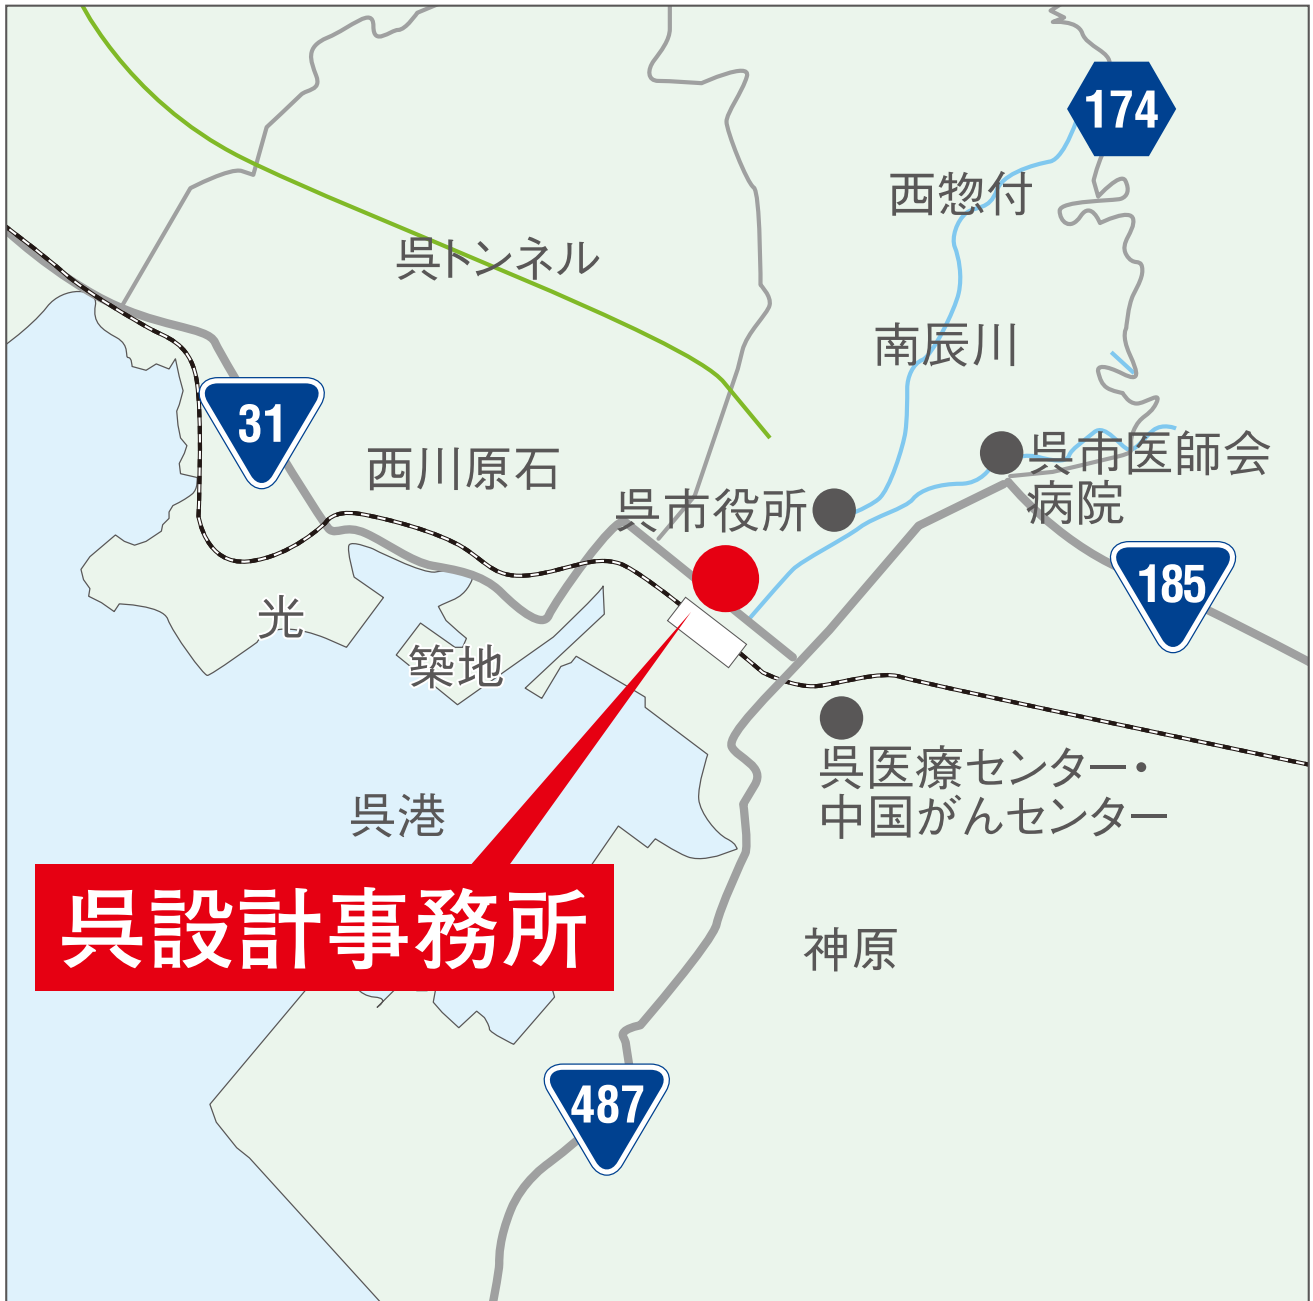 174
西惣付
呉トンネル
南辰川
31
西川原石
呉市医師会
病院
呉市役所
185
光
築地
呉医療センター・
中国がんセンター
呉港
呉設計事務所
神原
487